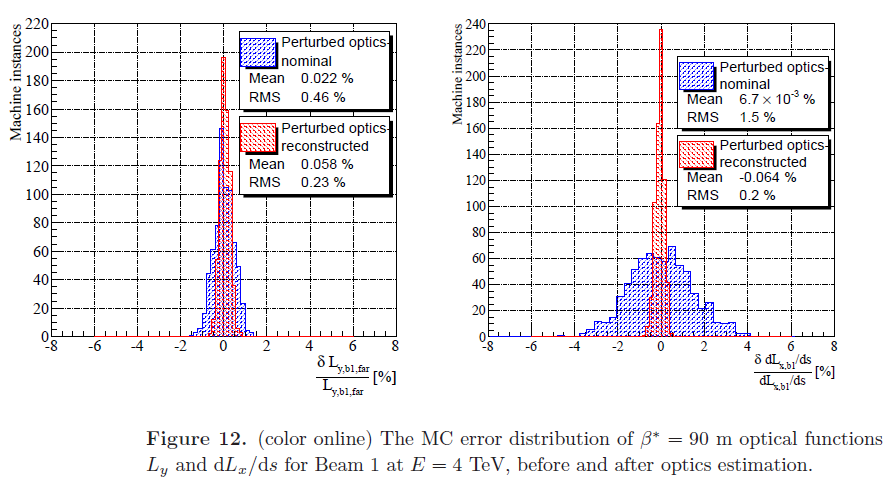 Machine instances
220
200
180
160
140
120
100
80
60
40
20
0
-8 -6 -4 -2 0 2 4 6 8
Perturbed optics-
nominal
Mean 0.022 %
RMS 0.46 %
Perturbed optics-
reconstructed
Mean 0.058 %
RMS 0.23 %
δ L_y,b1,far
L_y,b1,far
[%]
Machine instances
240
220
200
180
160
140
120
100
80
60
40
20
0
-8 -6 -4 -2 0 2 4 6 8
Perturbed optics-
nominal
Mean 6.7 × 10⁻³ %
RMS 1.5 %
Perturbed optics-
reconstructed
Mean -0.064 %
RMS 0.2 %
δ dL_x,b1/ds
dL_x,b1/ds
[%]
Figure 12. (color online) The MC error distribution of β* = 90 m optical functions
L_y and dL_x/ds for Beam 1 at E = 4 TeV, before and after optics estimation.